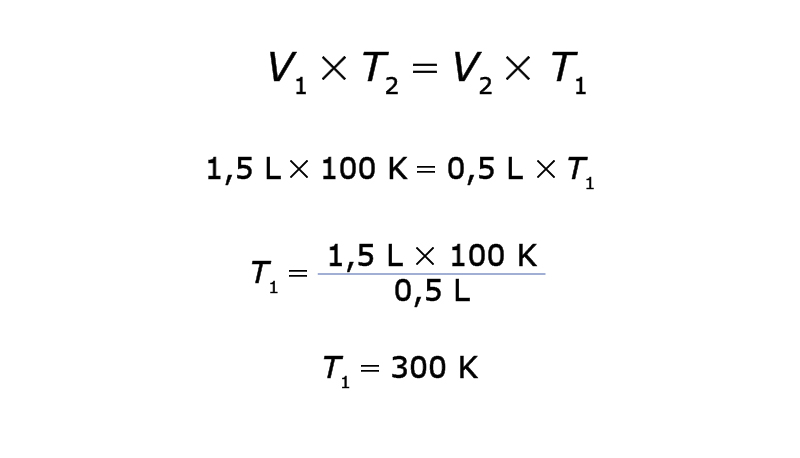 V₁ × T₂ = V₂ × T₁
1,5 L × 100 K = 0,5 L × T₁
T₁ = 1,5 L × 100 K / 0,5 L
T₁ = 300 K